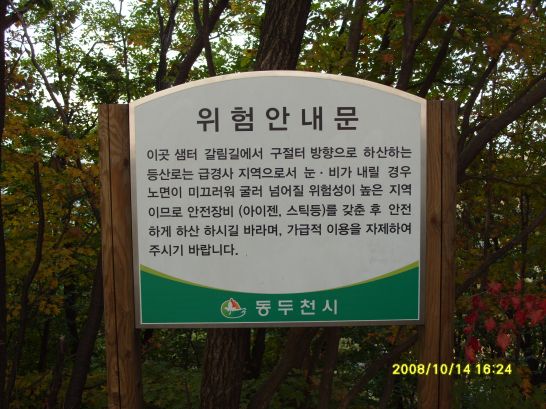 위험안내문
이곳 샘터 갈림길에서 구절터 방향으로 하산하는
등산로는 급경사 지역으로서 눈·비가 내릴 경우
노면이 미끄러워 굴러 넘어질 위험성이 높은 지역
이므로 안전장비 (아이젠, 스틱등)를 갖춘 후 안전
하게 하산 하시길 바라며, 가급적 이용을 자제하여
주시기 바랍니다.
동두천시
2008/10/14 16:24